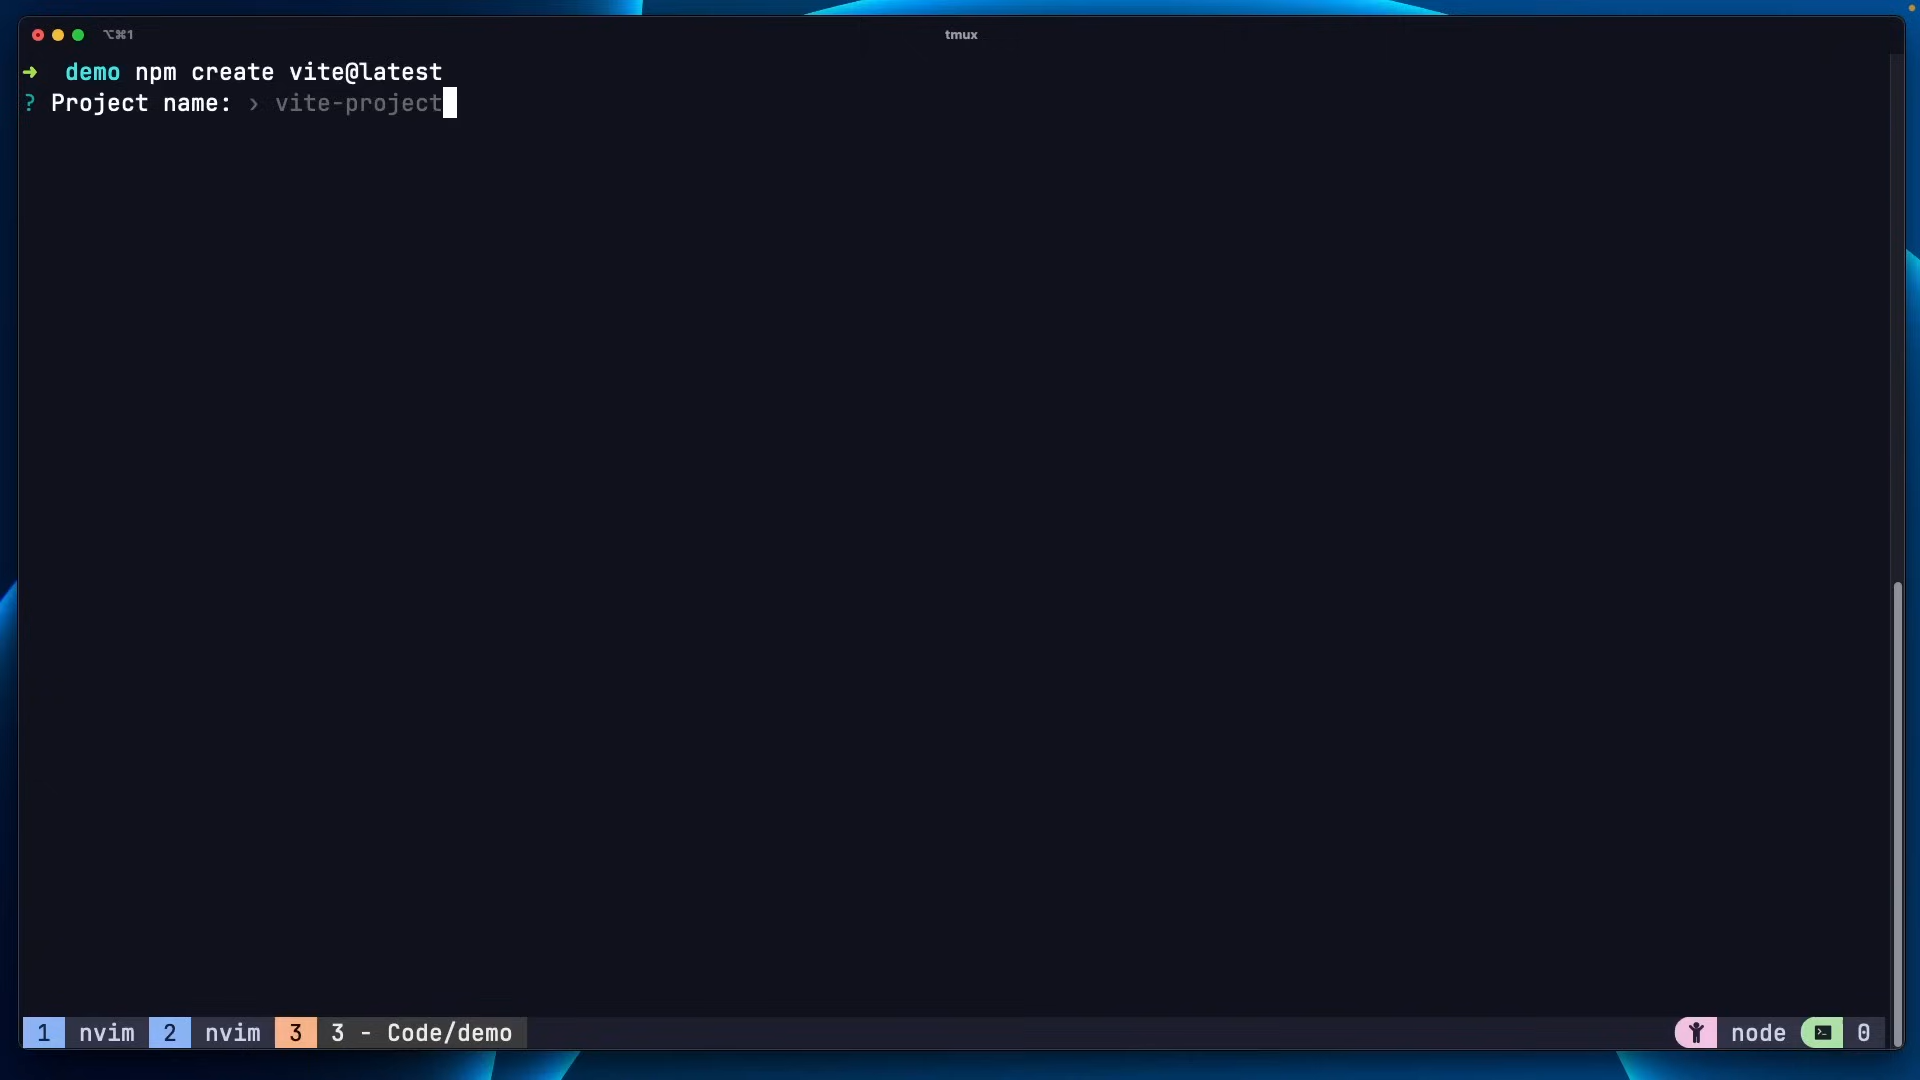 ⌥⌘1
tmux
➜ demo npm create vite@latest
? Project name: › vite-project
1 nvim 2 nvim 3 3 - Code/demo
node 0